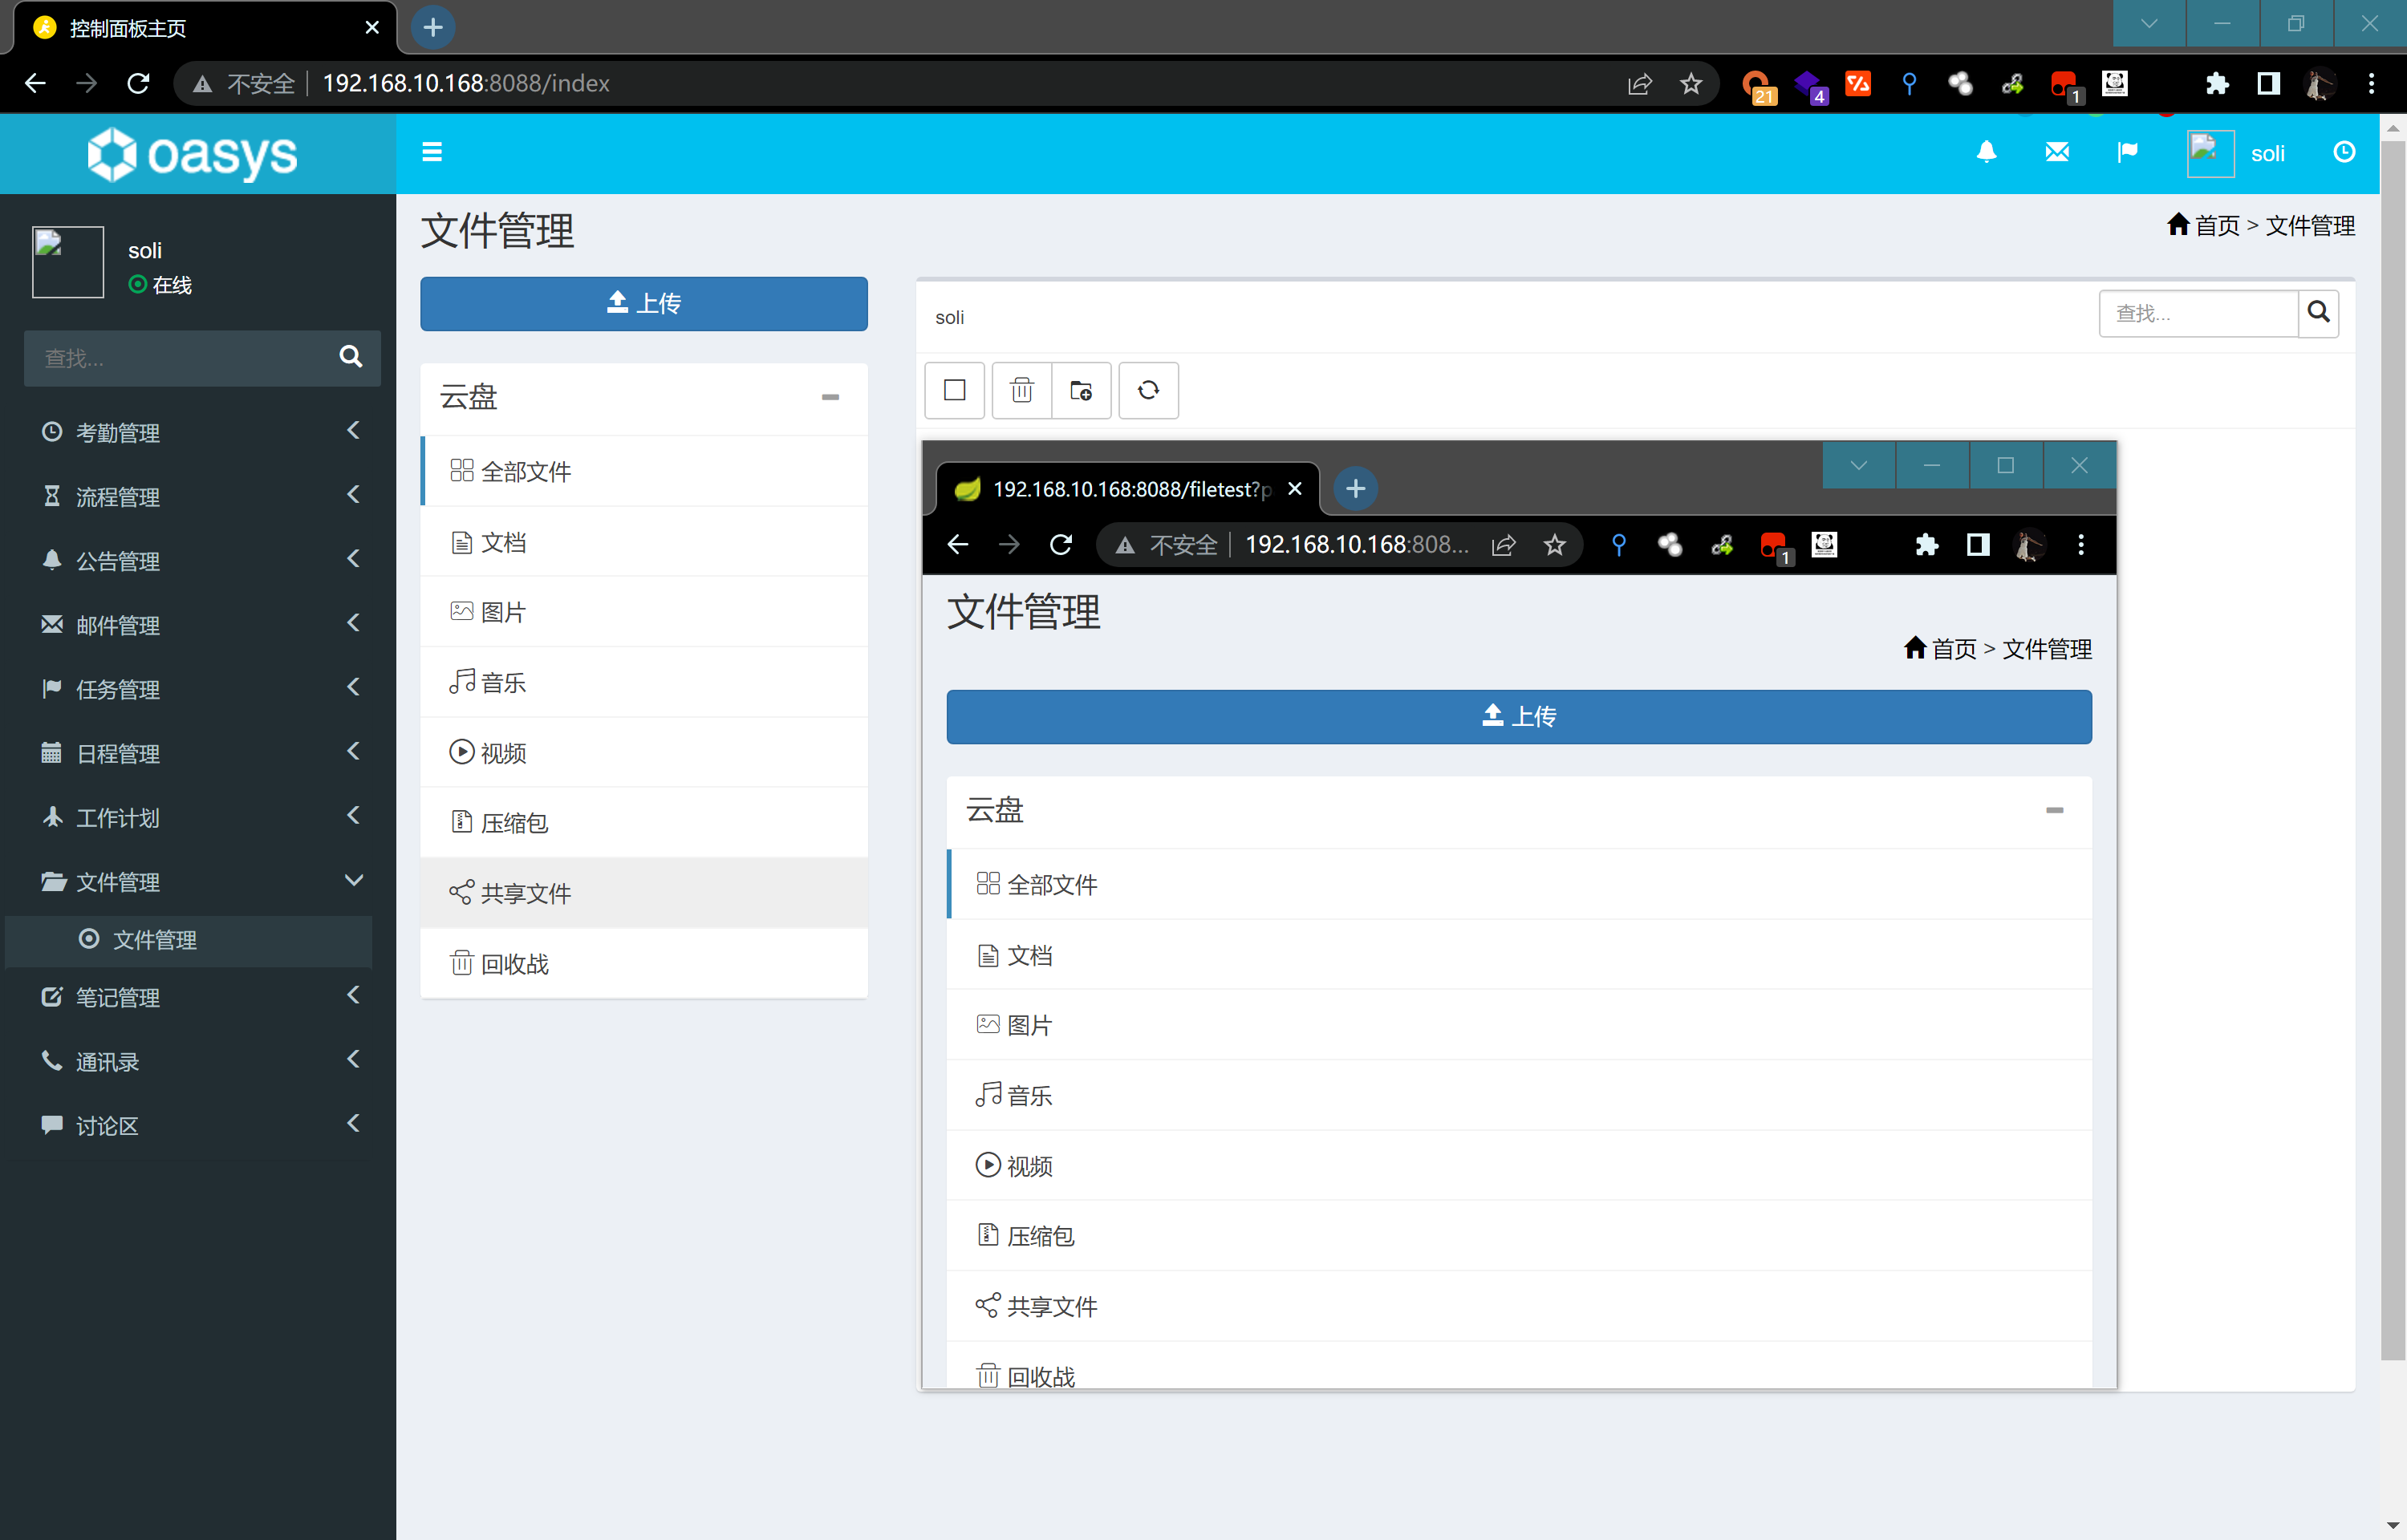 控制面板主页
21
4
1
不安全
192.168.10.168:8088/index
oasys
soli
soli
在线
查找...
考勤管理
流程管理
公告管理
邮件管理
任务管理
日程管理
工作计划
文件管理
文件管理
笔记管理
通讯录
讨论区
文件管理
首页 > 文件管理
上传
云盘
全部文件
文档
图片
音乐
视频
压缩包
共享文件
回收战
soli
查找...
192.168.10.168:8088/filetest?p
不安全
192.168.10.168:808...
1
文件管理
首页 > 文件管理
上传
云盘
全部文件
文档
图片
音乐
视频
压缩包
共享文件
回收战